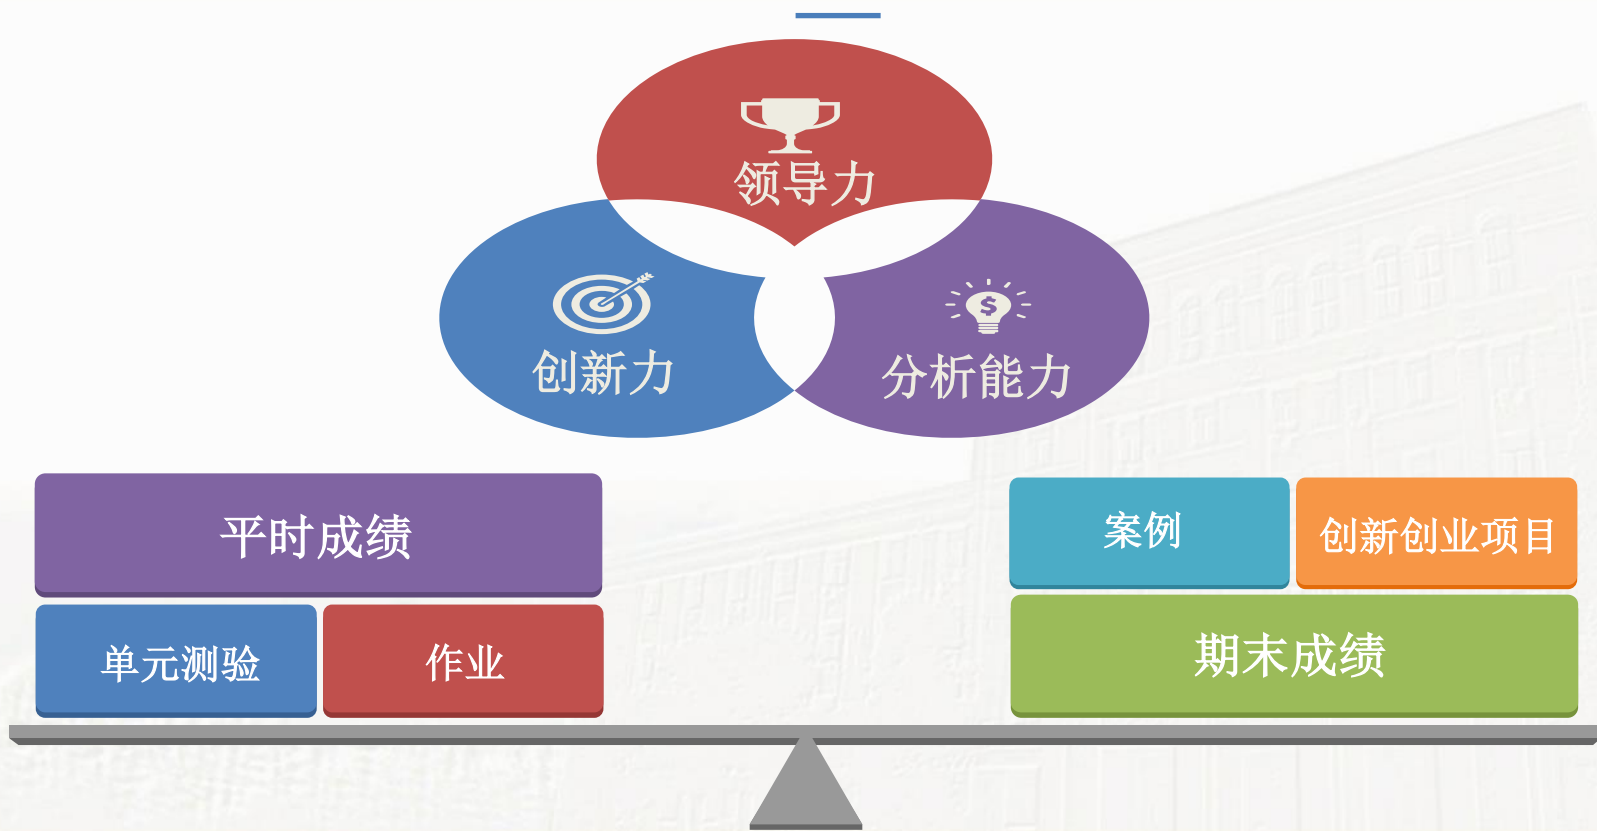 领导力
创新力
分析能力
平时成绩
单元测验
作业
案例
创新创业项目
期末成绩